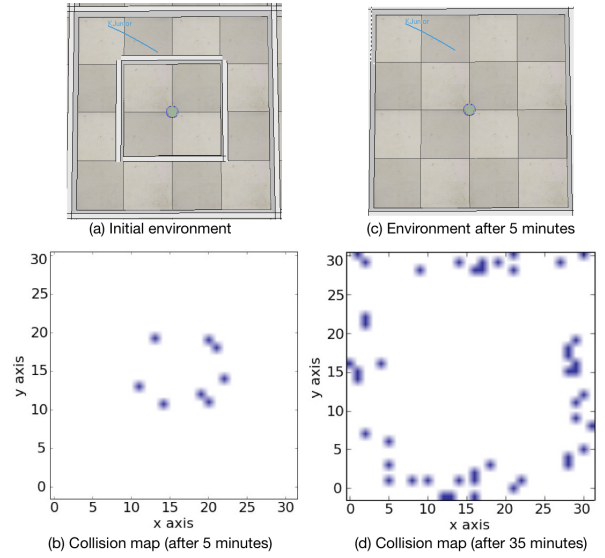 XJunior
XJunior
(a) Initial environment
(c) Environment after 5 minutes
30
25
20
15
10
5
0
y axis
0 5 10 15 20 25 30
x axis
30
25
20
15
10
5
0
y axis
0 5 10 15 20 25 30
x axis
(b) Collision map (after 5 minutes)
(d) Collision map (after 35 minutes)